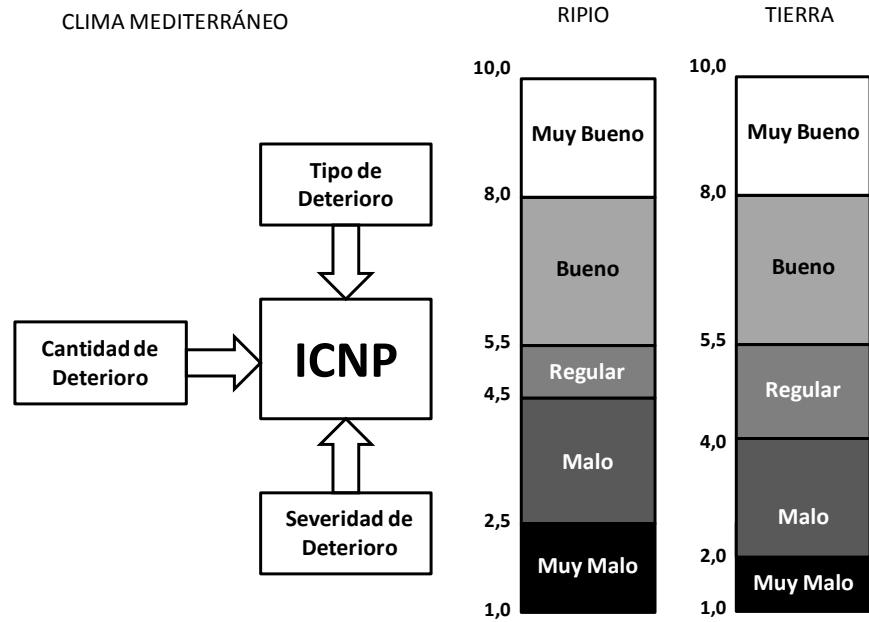 CLIMA MEDITERRÁNEO
Tipo de
Deterioro
Cantidad de
Deterioro
ICNP
Severidad de
Deterioro
RIPIO
10,0
Muy Bueno
8,0
Bueno
5,5
Regular
4,5
Malo
2,5
Muy Malo
1,0
TIERRA
10,0
Muy Bueno
8,0
Bueno
5,5
Regular
4,0
Malo
2,0
Muy Malo
1,0